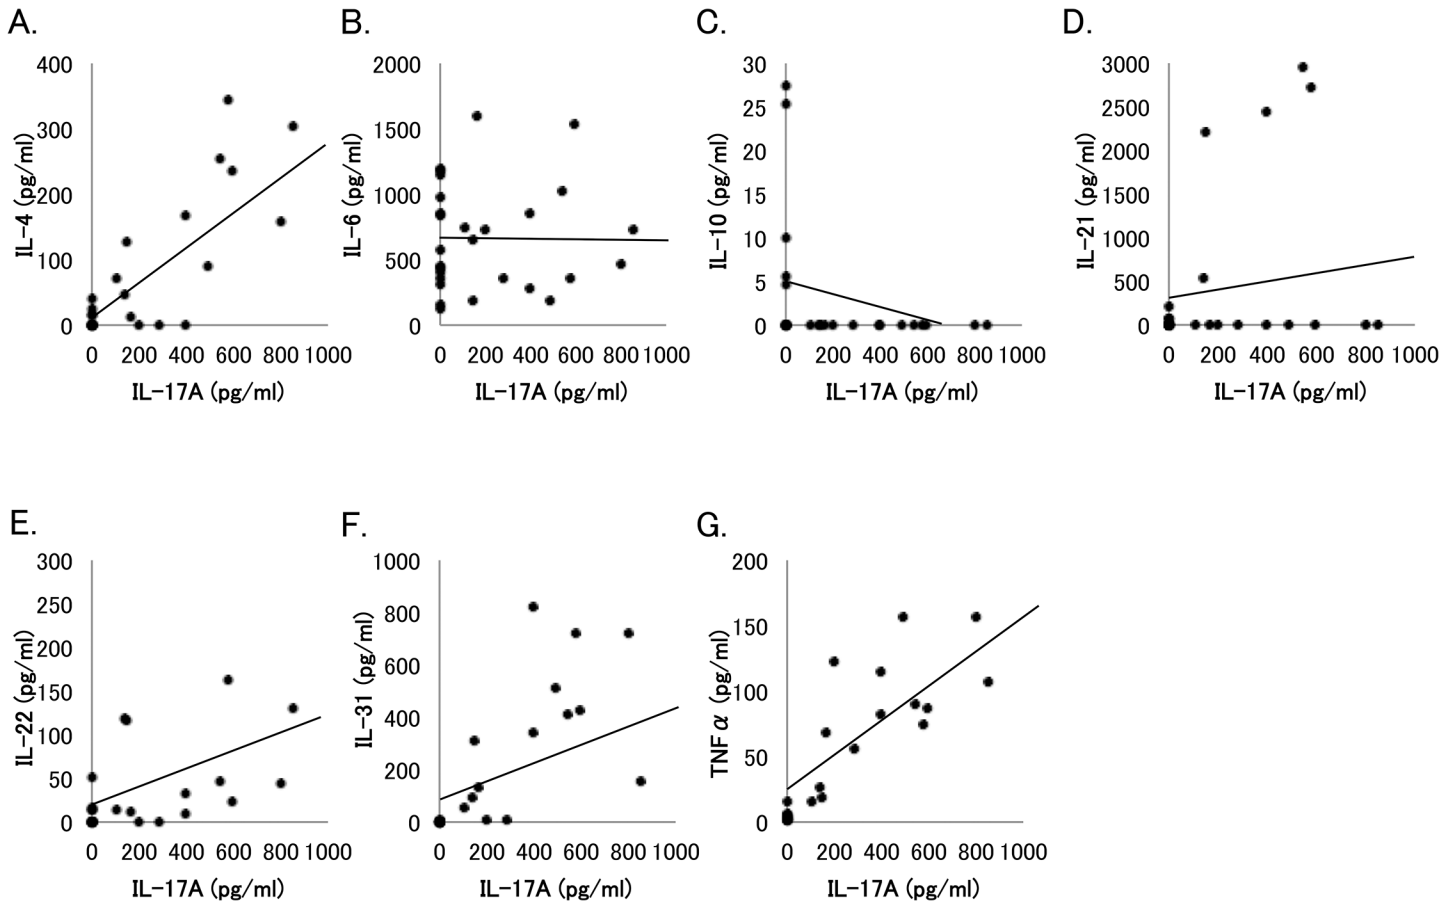 A.
B.
C.
D.
400
300
200
100
0
IL-4 (pg/ml)
0 200 400 600 800 1000
IL-17A (pg/ml)
2000
1500
1000
500
0
IL-6 (pg/ml)
0 200 400 600 800 1000
IL-17A (pg/ml)
30
25
20
15
10
5
0
IL-10 (pg/ml)
0 200 400 600 800 1000
IL-17A (pg/ml)
3000
2500
2000
1500
1000
500
0
IL-21 (pg/ml)
0 200 400 600 800 1000
IL-17A (pg/ml)
E.
F.
G.
300
250
200
150
100
50
0
IL-22 (pg/ml)
0 200 400 600 800 1000
IL-17A (pg/ml)
1000
800
600
400
200
0
IL-31 (pg/ml)
0 200 400 600 800 1000
IL-17A (pg/ml)
200
150
100
50
0
TNFα (pg/ml)
0 200 400 600 800 1000
IL-17A (pg/ml)